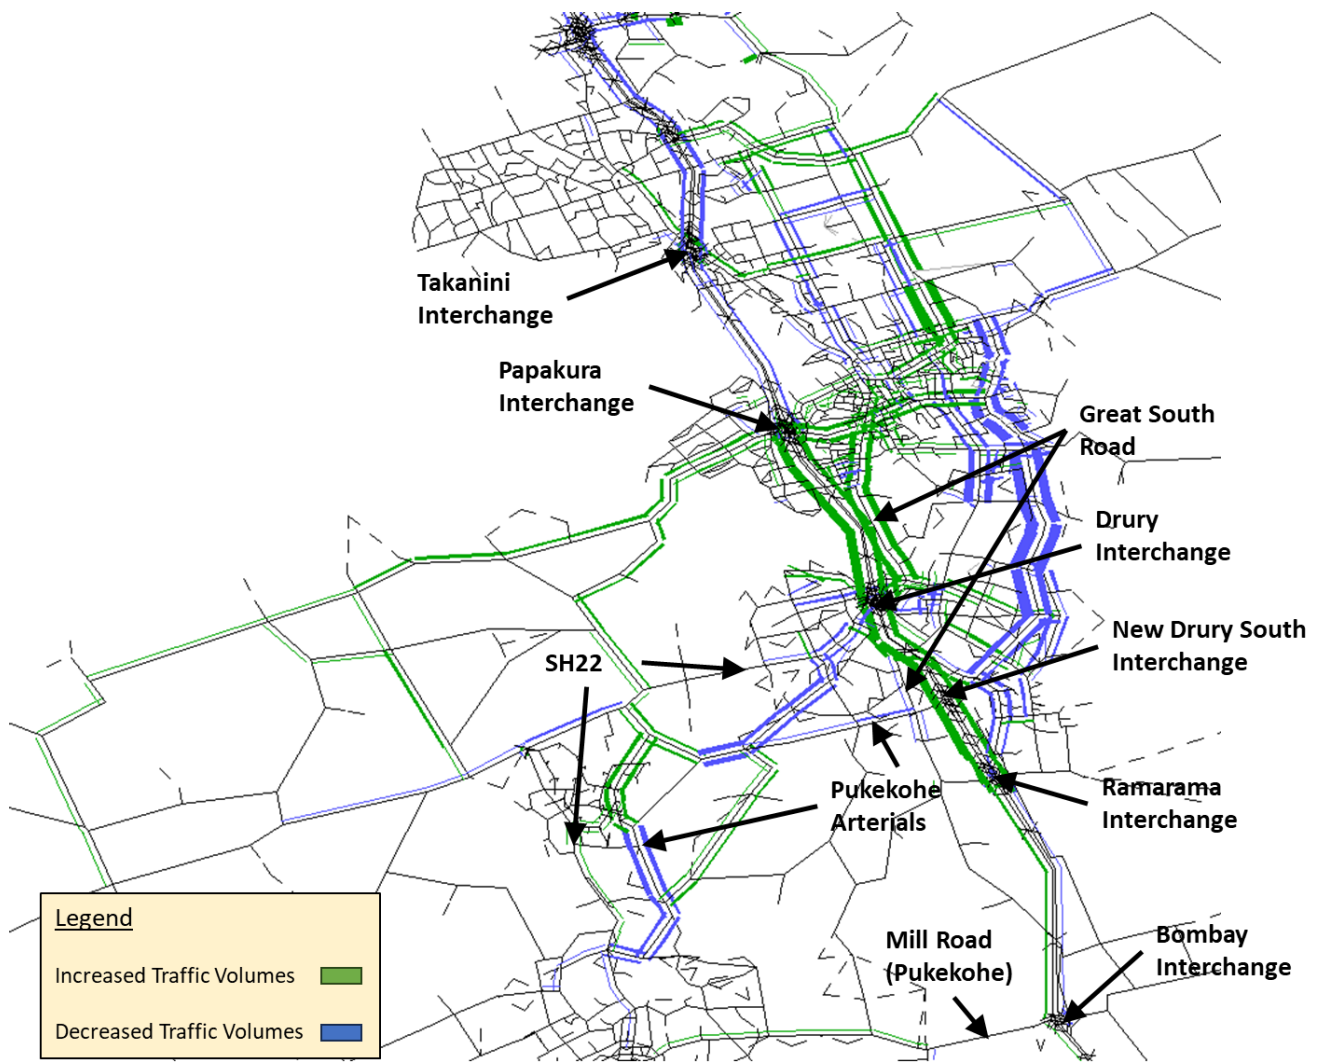 Takanini
Interchange
Papakura
Interchange
Great South
Road
Drury
Interchange
New Drury South
Interchange
SH22
Pukekohe
Arterials
Ramarama
Interchange
Mill Road
(Pukekohe)
Bombay
Interchange
Legend
Increased Traffic Volumes
Decreased Traffic Volumes